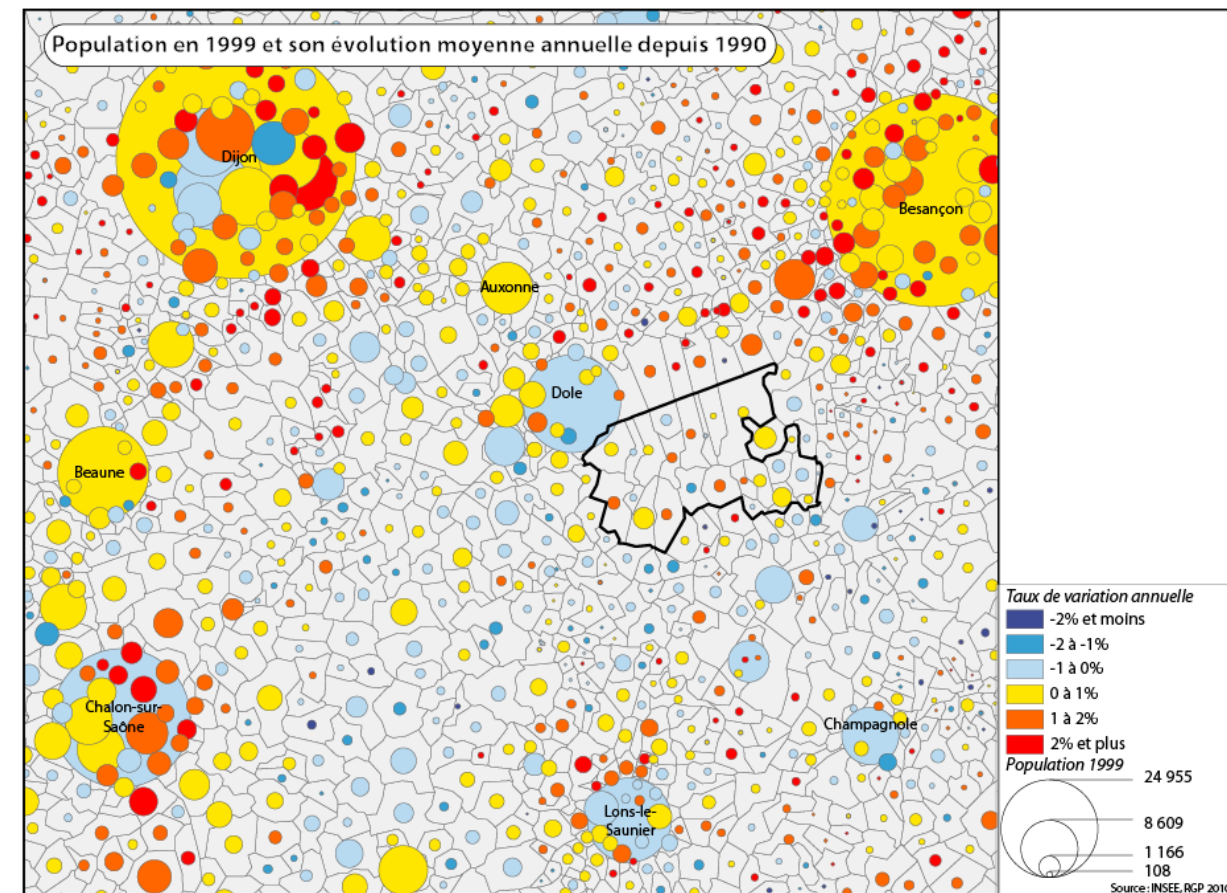 Population en 1999 et son évolution moyenne annuelle depuis 1990
Dijon
Besançon
Auxonne
Dole
Beaune
Chalon-sur-
Saône
Champagnole
Lons-le-
Saunier
Taux de variation annuelle
-2% et moins
-2 à -1%
-1 à 0%
0 à 1%
1 à 2%
2% et plus
Population 1999
24 955
8 609
1 166
108
Source: INSEE, RGP 2010